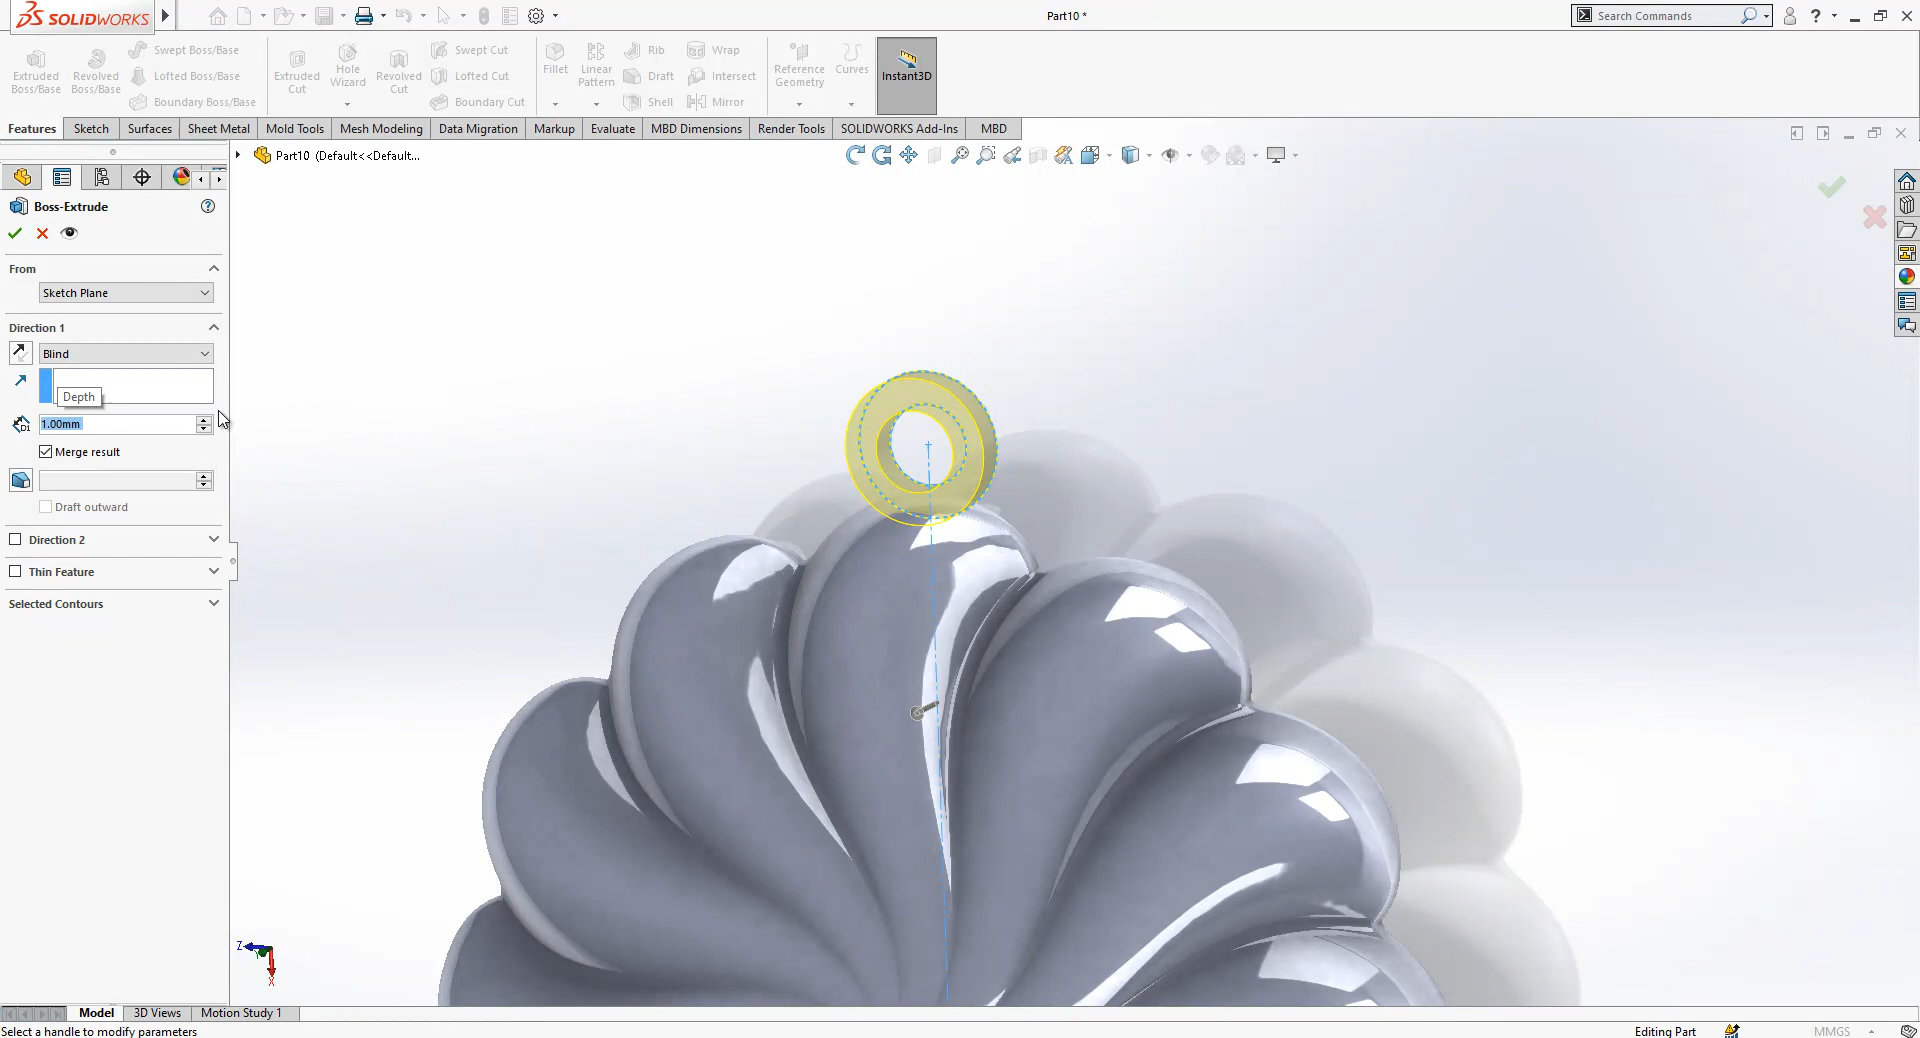 SOLIDWORKS
Part10 *
Search Commands
?
Extruded Boss/Base
Revolved Boss/Base
Swept Boss/Base
Lofted Boss/Base
Boundary Boss/Base
Extruded Cut
Hole Wizard
Revolved Cut
Swept Cut
Lofted Cut
Boundary Cut
Fillet
Linear Pattern
Rib
Draft
Shell
Wrap
Intersect
Mirror
Reference Geometry
Curves
Instant3D
Features
Sketch
Surfaces
Sheet Metal
Mold Tools
Mesh Modeling
Data Migration
Markup
Evaluate
MBD Dimensions
Render Tools
SOLIDWORKS Add-Ins
MBD
Part10 (Default<<Default...
Boss-Extrude
?
From
Sketch Plane
Direction 1
Blind
Depth
D1
1.00mm
Merge result
Draft outward
Direction 2
Thin Feature
Selected Contours
Z
Y
X
Model
3D Views
Motion Study 1
Select a handle to modify parameters
Editing Part
MMGS